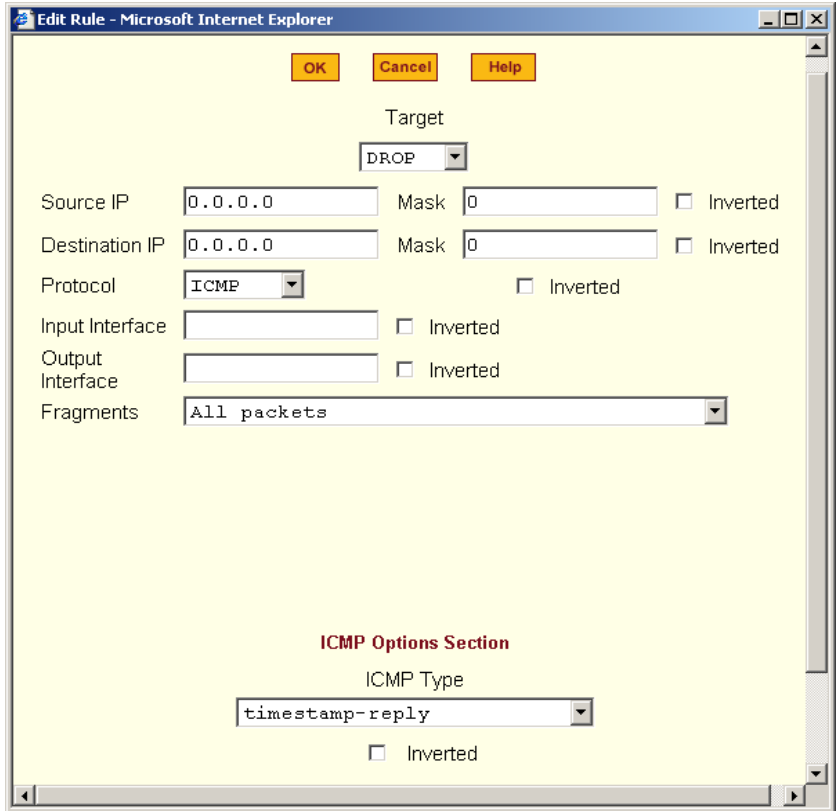 Edit Rule - Microsoft Internet Explorer
OK Cancel Help
Target
DROP
Source IP 0.0.0.0 Mask 0 Inverted
Destination IP 0.0.0.0 Mask 0 Inverted
Protocol ICMP Inverted
Input Interface Inverted
Output
Interface Inverted
Fragments All packets
ICMP Options Section
ICMP Type
timestamp-reply
Inverted